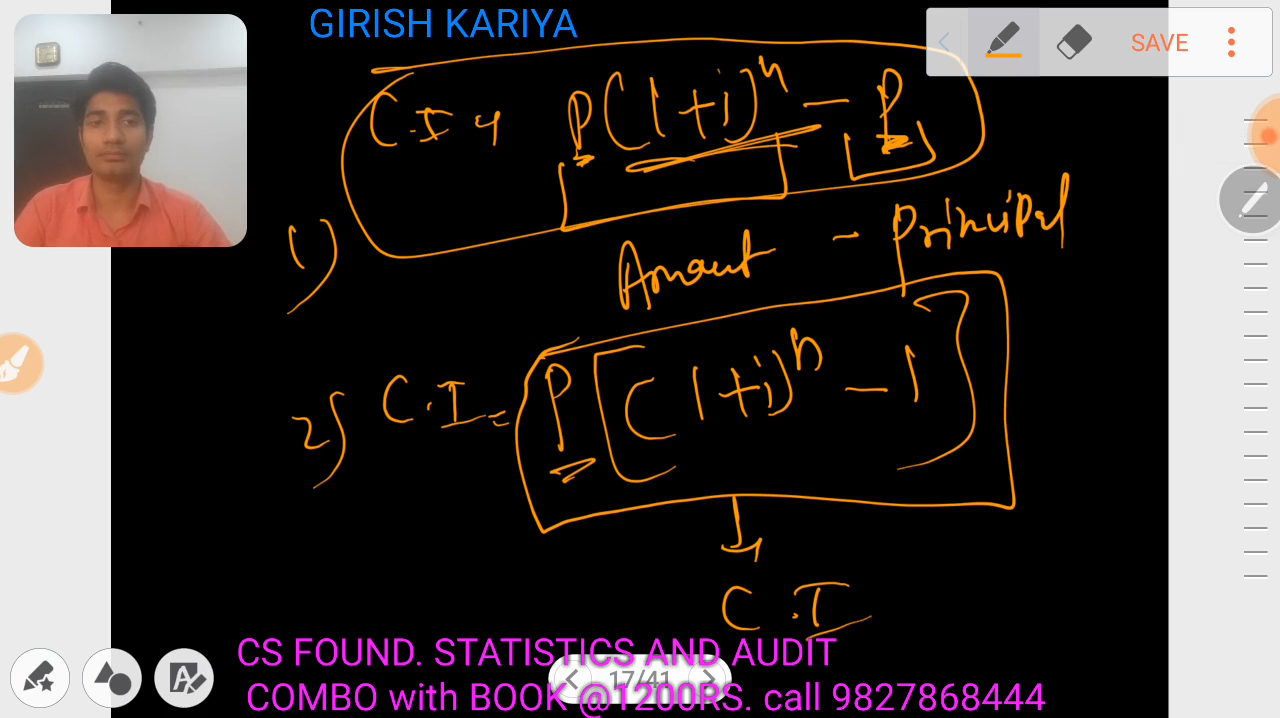 GIRISH KARIYA
SAVE
C.I = P(1+i)^n - P
1)
Amount - Principal
2) C.I = P[(1+i)^n - 1]
C.I
CS FOUND. STATISTICS AND AUDIT
17/41
COMBO with BOOK @1200RS. call 9827868444